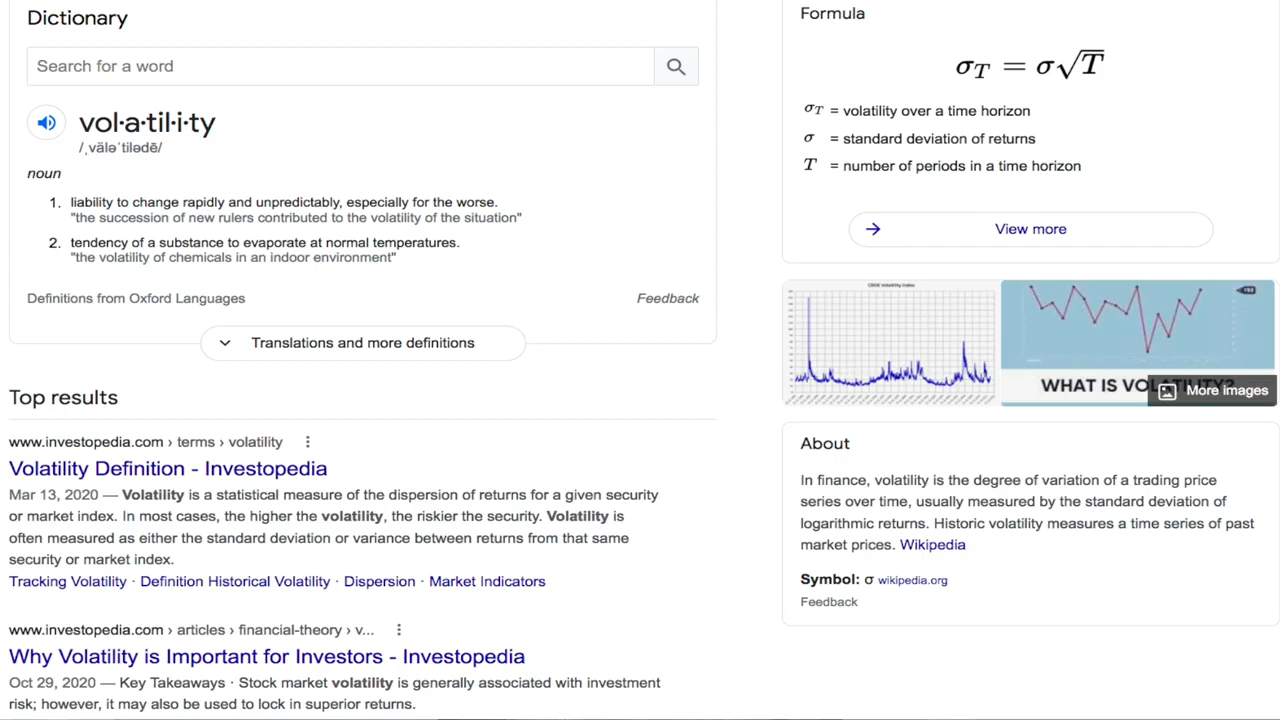 Dictionary
Search for a word
vol·a·til·i·ty
/ˌväləˈtilədē/
noun
1. liability to change rapidly and unpredictably, especially for the worse.
"the succession of new rulers contributed to the volatility of the situation"
2. tendency of a substance to evaporate at normal temperatures.
"the volatility of chemicals in an indoor environment"
Definitions from Oxford Languages
Feedback
Translations and more definitions
Top results
www.investopedia.com › terms › volatility
Volatility Definition - Investopedia
Mar 13, 2020 — Volatility is a statistical measure of the dispersion of returns for a given security
or market index. In most cases, the higher the volatility, the riskier the security. Volatility is
often measured as either the standard deviation or variance between returns from that same
security or market index.
Tracking Volatility · Definition Historical Volatility · Dispersion · Market Indicators
www.investopedia.com › articles › financial-theory › v...
Why Volatility is Important for Investors - Investopedia
Oct 29, 2020 — Key Takeaways · Stock market volatility is generally associated with investment
risk; however, it may also be used to lock in superior returns.
Formula
σT = σ√T
σT = volatility over a time horizon
σ = standard deviation of returns
T = number of periods in a time horizon
View more
CBOE Volatility Index
WHAT IS VOLATILITY?
More images
About
In finance, volatility is the degree of variation of a trading price
series over time, usually measured by the standard deviation of
logarithmic returns. Historic volatility measures a time series of past
market prices. Wikipedia
Symbol: σ wikipedia.org
Feedback